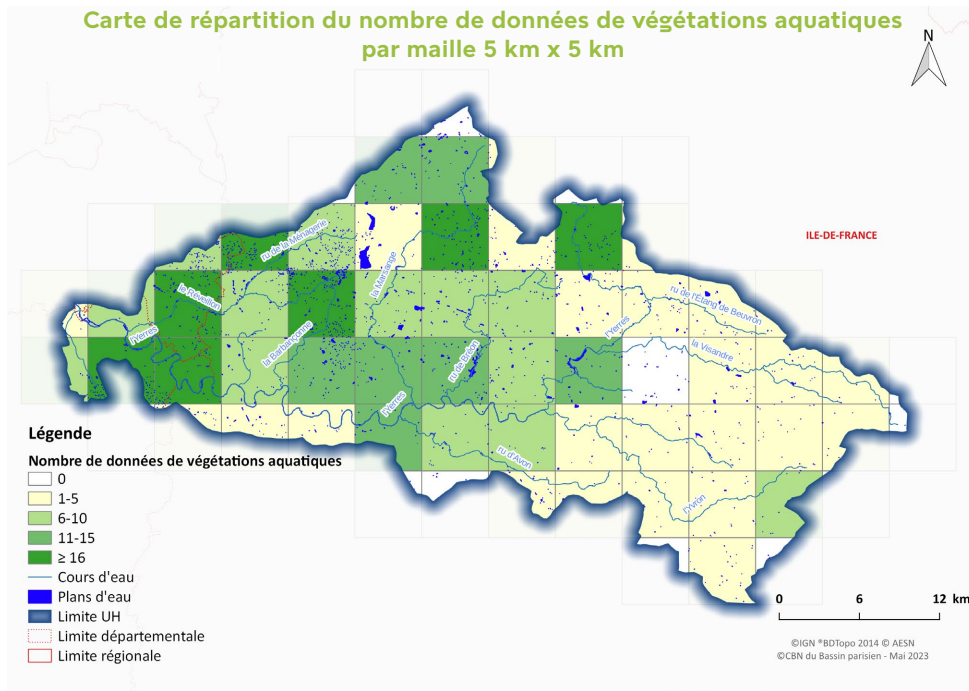 Carte de répartition du nombre de données de végétations aquatiques
par maille 5 km x 5 km
N
ILE-DE-FRANCE
ru de la Ménagerie
la Marsange
le Réveillon
l'Yerres
la Barbançonne
ru de Bréon
l'Yerres
ru de l'Étang de Beuvron
la Visandre
l'Yerres
ru d'Avon
l'Yvron
Légende
Nombre de données de végétations aquatiques
0
1-5
6-10
11-15
≥ 16
Cours d'eau
Plans d'eau
Limite UH
Limite départementale
Limite régionale
0 6 12 km
©IGN ®BDTopo 2014 © AESN
©CBN du Bassin parisien - Mai 2023